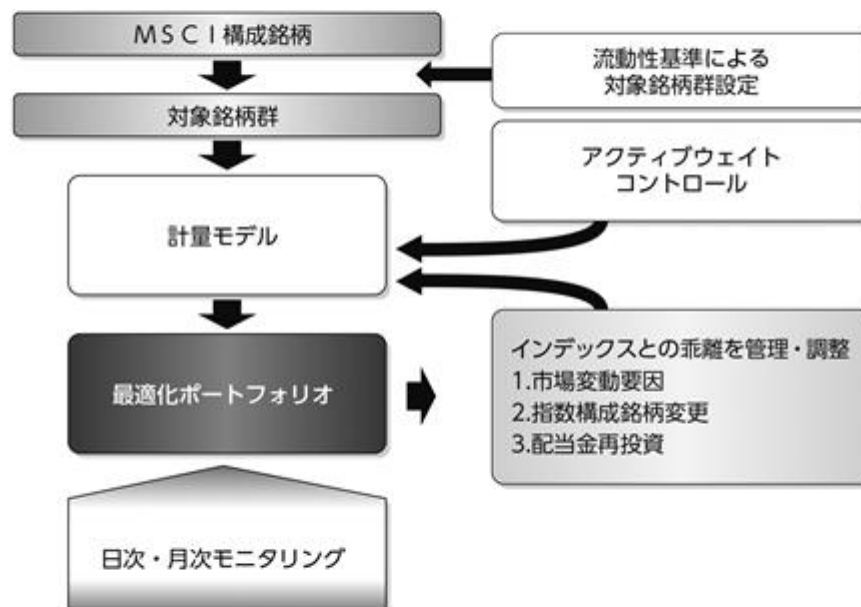 MSCI構成銘柄
流動性基準による
対象銘柄群設定
対象銘柄群
アクティブウェイト
コントロール
計量モデル
最適化ポートフォリオ
インデックスとの乖離を管理・調整
1.市場変動要因
2.指数構成銘柄変更
3.配当金再投資
日次・月次モニタリング